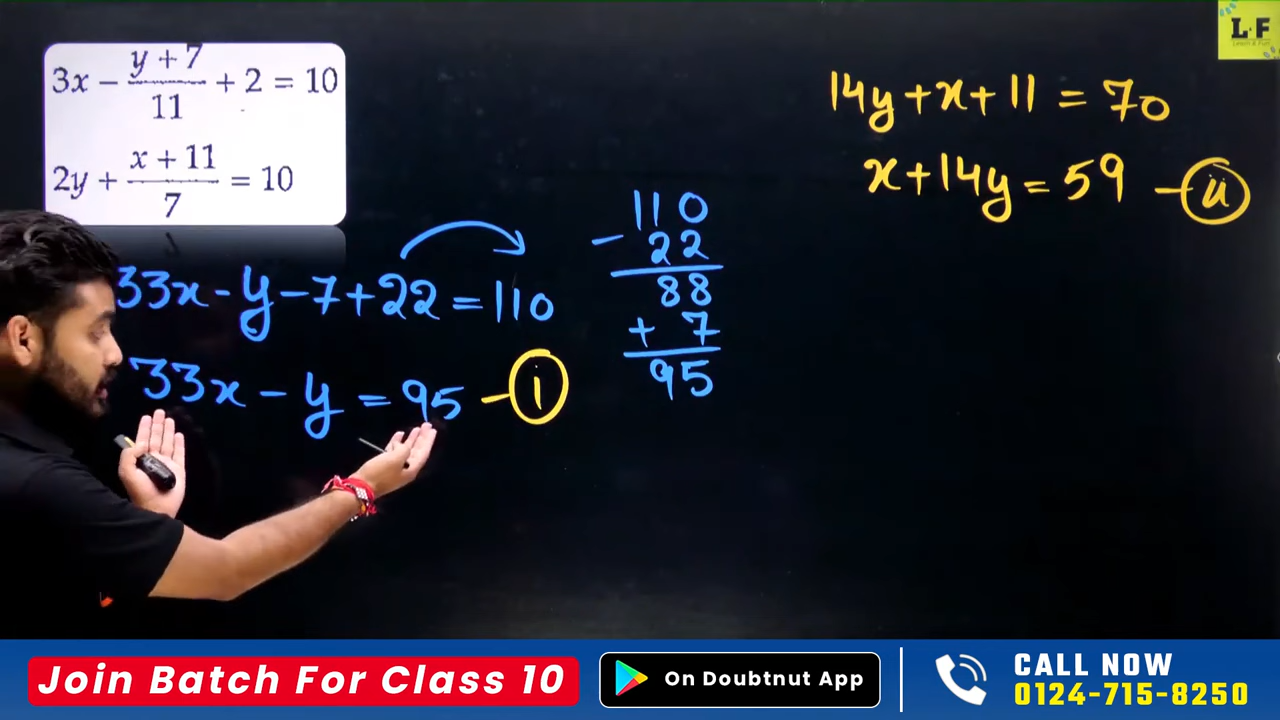 3x − (y + 7)/11 + 2 = 10
2y + (x + 11)/7 = 10
33x - y - 7 + 22 = 110
33x - y = 95 - i
110
- 22
88
+ 7
95
14y + x + 11 = 70
x + 14y = 59 - ii
L·F
Join Batch For Class 10
On Doubtnut App
CALL NOW
0124-715-8250